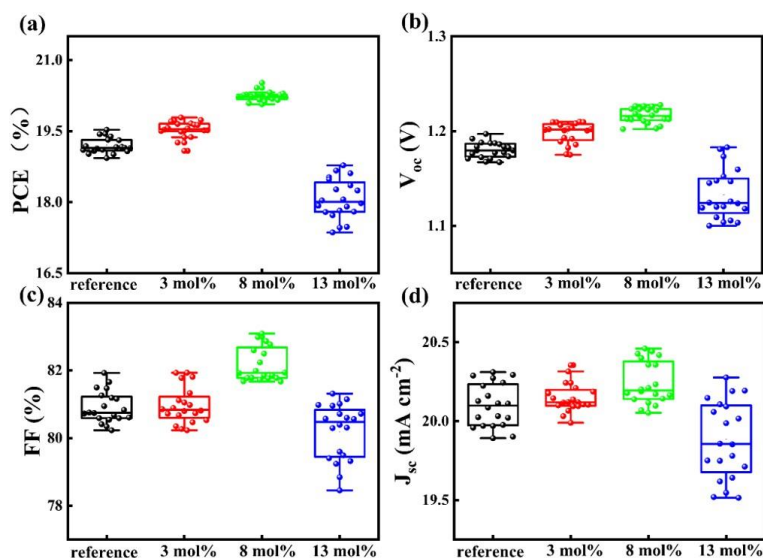 (a)
21.0
19.5
18.0
16.5
PCE （%）
reference 3 mol% 8 mol% 13 mol%
(b)
1.3
1.2
1.1
Voc (V)
reference 3 mol% 8 mol% 13 mol%
(c)
84
82
80
78
FF (%)
reference 3 mol% 8 mol% 13 mol%
(d)
20.5
20.0
19.5
Jsc (mA cm-2)
reference 3 mol% 8 mol% 13 mol%